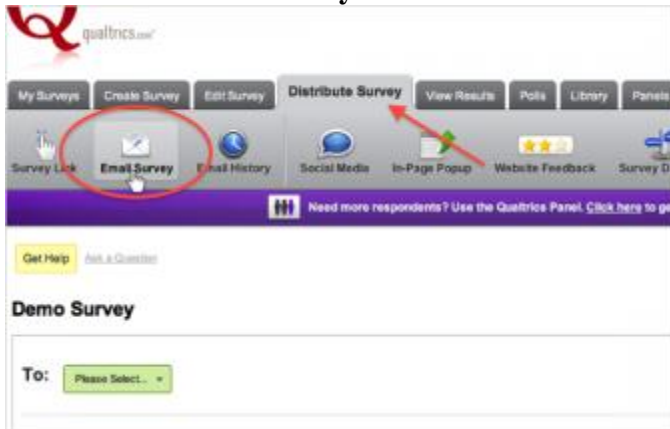 qualtrics.com
My Surveys Create Survey Edit Survey Distribute Survey View Results Polls Library Panels
Survey Link Email Survey Email History Social Media In-Page Popup Website Feedback Survey D
Need more respondents? Use the Qualtrics Panel. Click here to ge
Get Help Ask a Question
Demo Survey
To: Please Select...